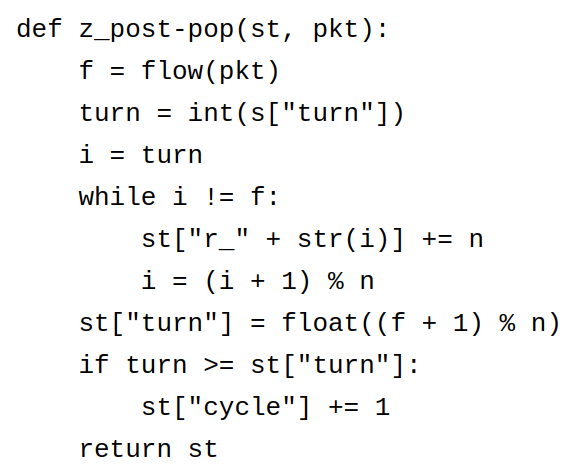 def z_post-pop(st, pkt):
    f = flow(pkt)
    turn = int(s["turn"])
    i = turn
    while i != f:
        st["r_" + str(i)] += n
        i = (i + 1) % n
    st["turn"] = float((f + 1) % n)
    if turn >= st["turn"]:
        st["cycle"] += 1
    return st